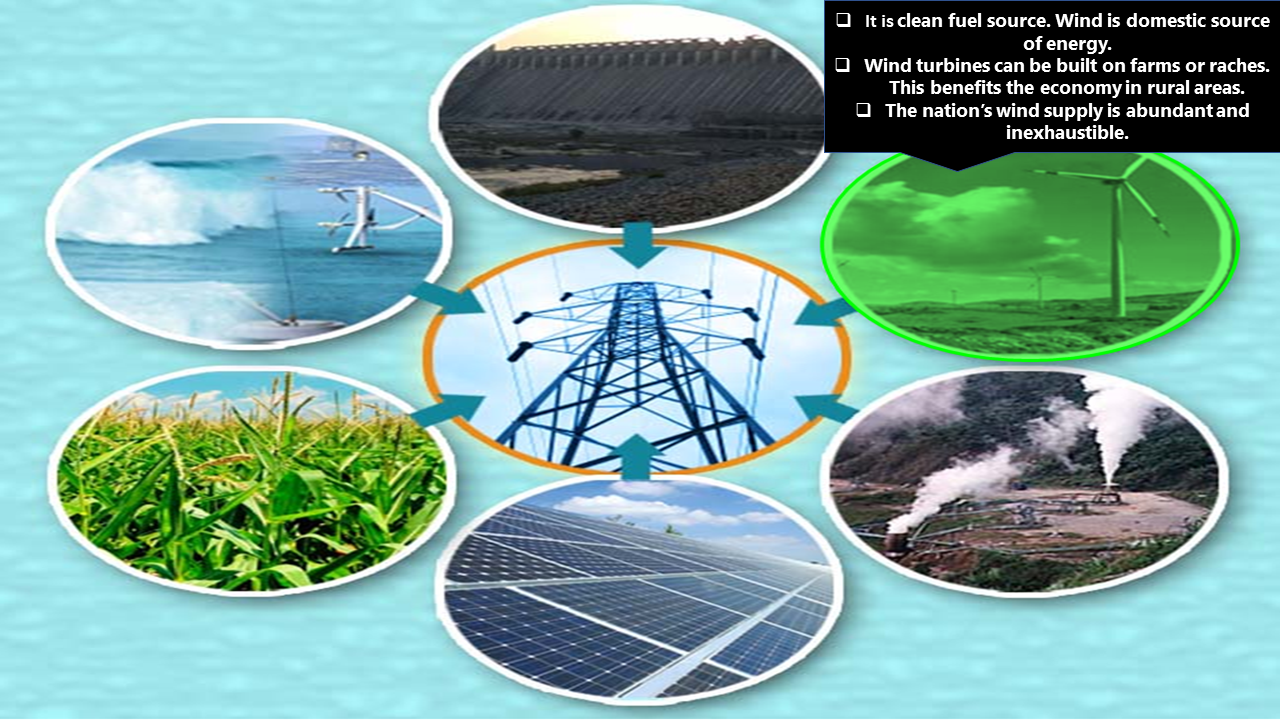 ❑ It is clean fuel source. Wind is domestic source
of energy.
❑ Wind turbines can be built on farms or raches.
This benefits the economy in rural areas.
❑ The nation’s wind supply is abundant and
inexhaustible.